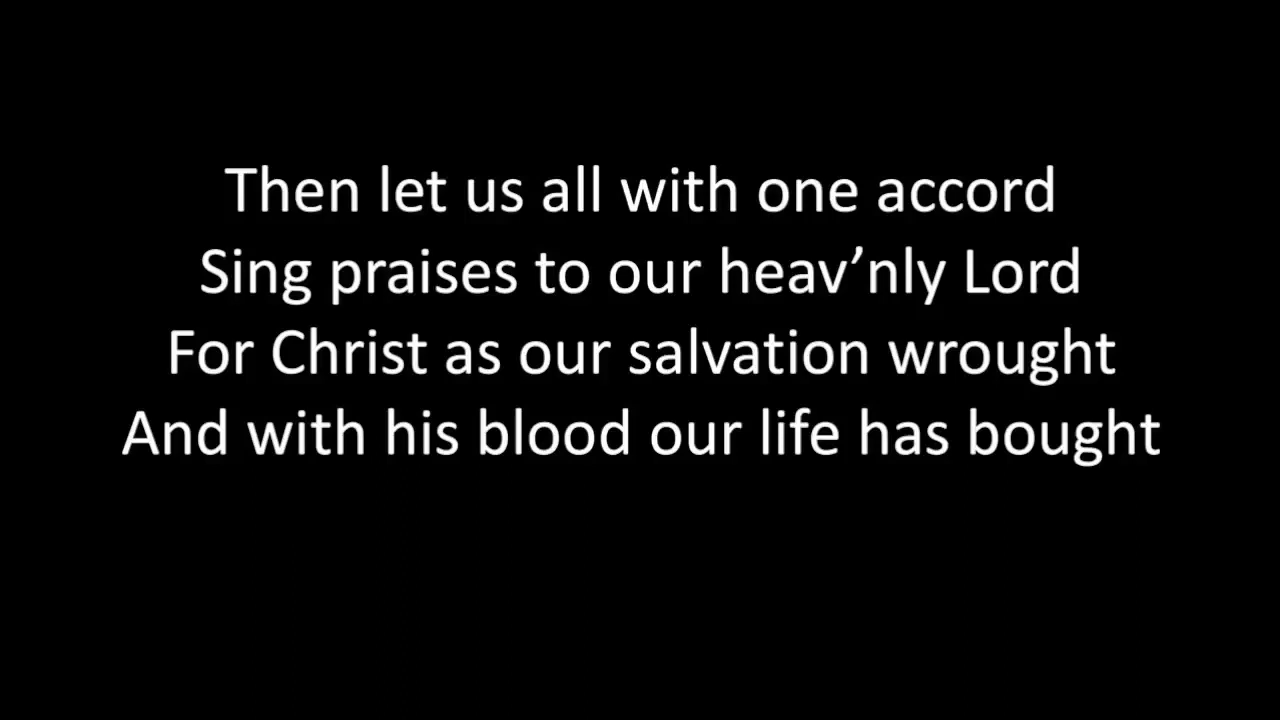 Then let us all with one accord
Sing praises to our heav’nly Lord
For Christ as our salvation wrought
And with his blood our life has bought